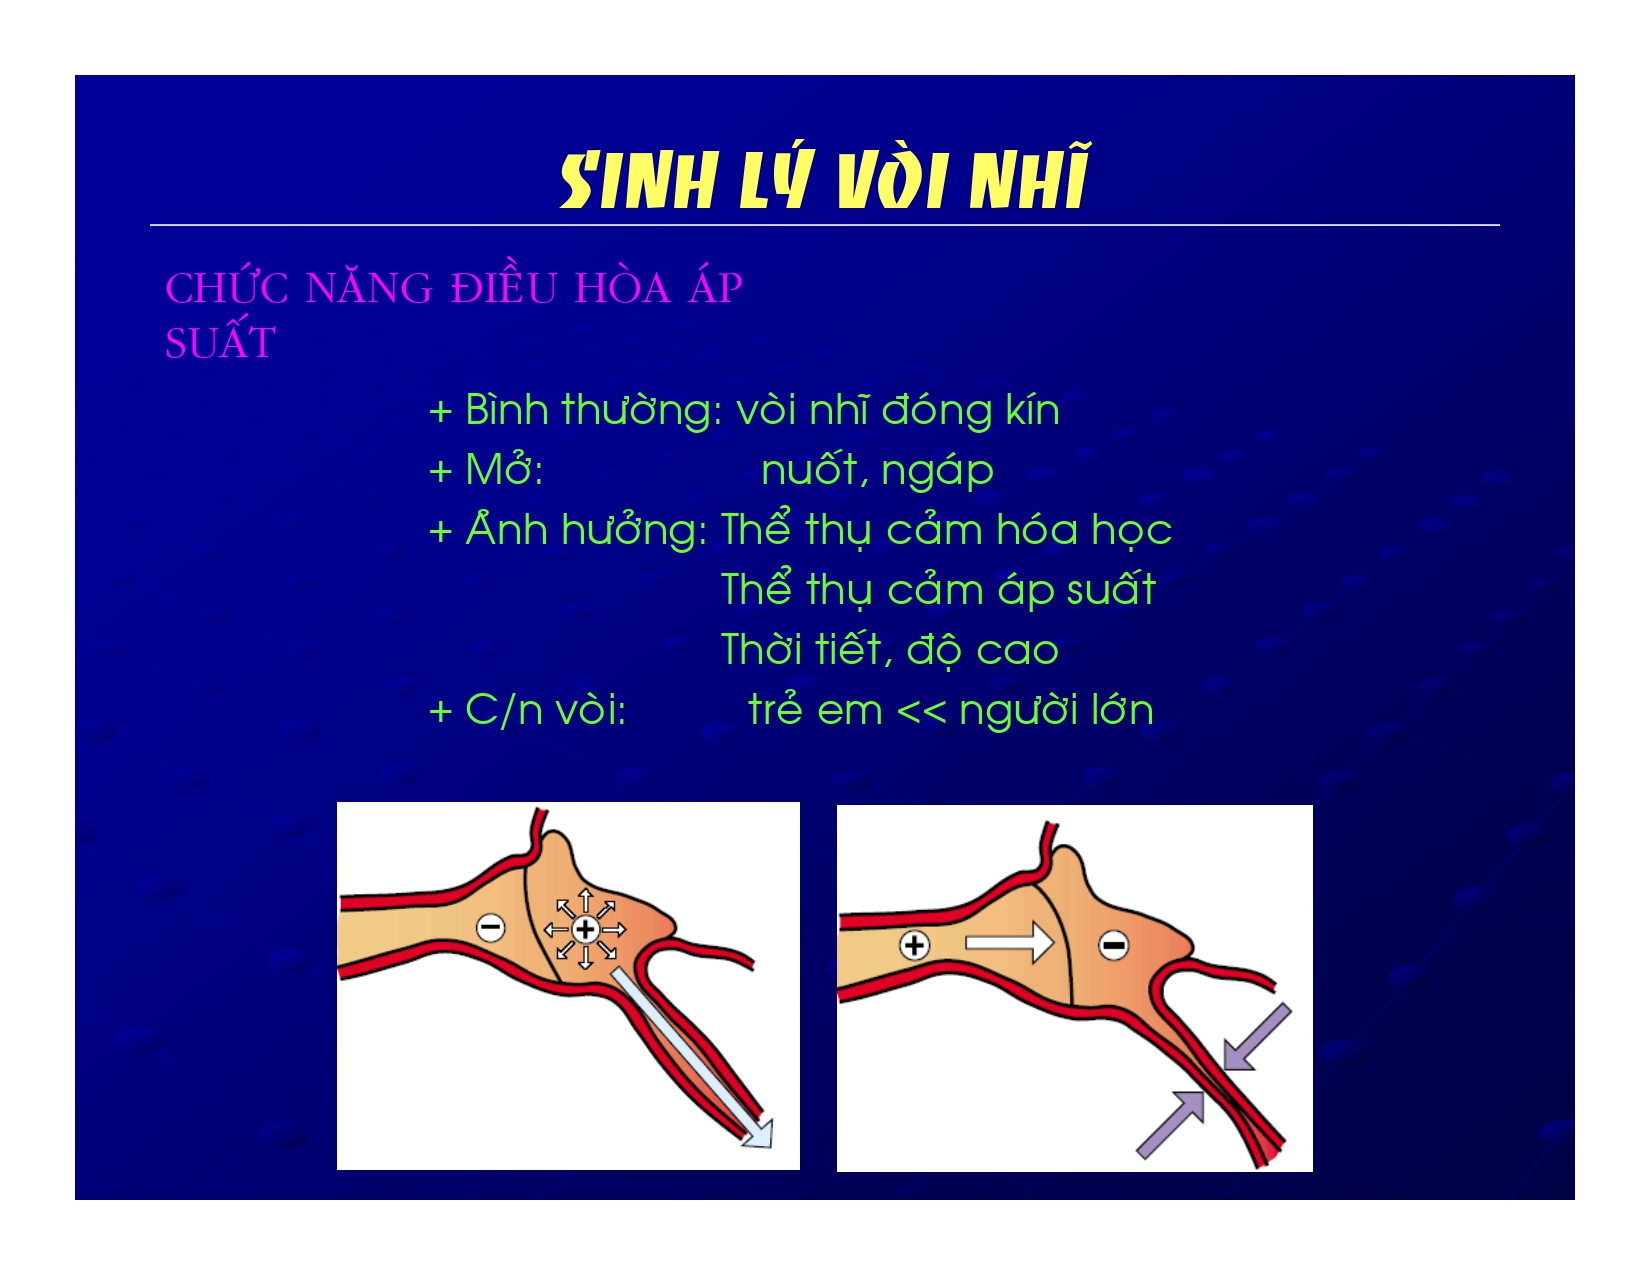 SINH LÝ VÒI NHĨ
CHỨC NĂNG ĐIỀU HÒA ÁP
SUẤT
+ Bình thường: vòi nhĩ đóng kín
+ Mở: nuốt, ngáp
+ Ảnh hưởng: Thể thụ cảm hóa học
Thể thụ cảm áp suất
Thời tiết, độ cao
+ C/n vòi: trẻ em << người lớn
- +
+ -